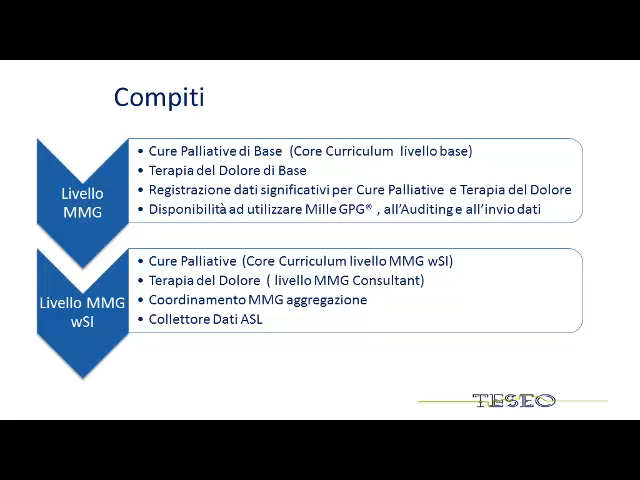 Compiti
Livello
MMG
• Cure Palliative di Base (Core Curriculum livello base)
• Terapia del Dolore di Base
• Registrazione dati significativi per Cure Palliative e Terapia del Dolore
• Disponibilità ad utilizzare Mille GPG® , all’Auditing e all’invio dati
Livello MMG
wSI
• Cure Palliative (Core Curriculum livello MMG wSI)
• Terapia del Dolore ( livello MMG Consultant)
• Coordinamento MMG aggregazione
• Collettore Dati ASL
TESEO